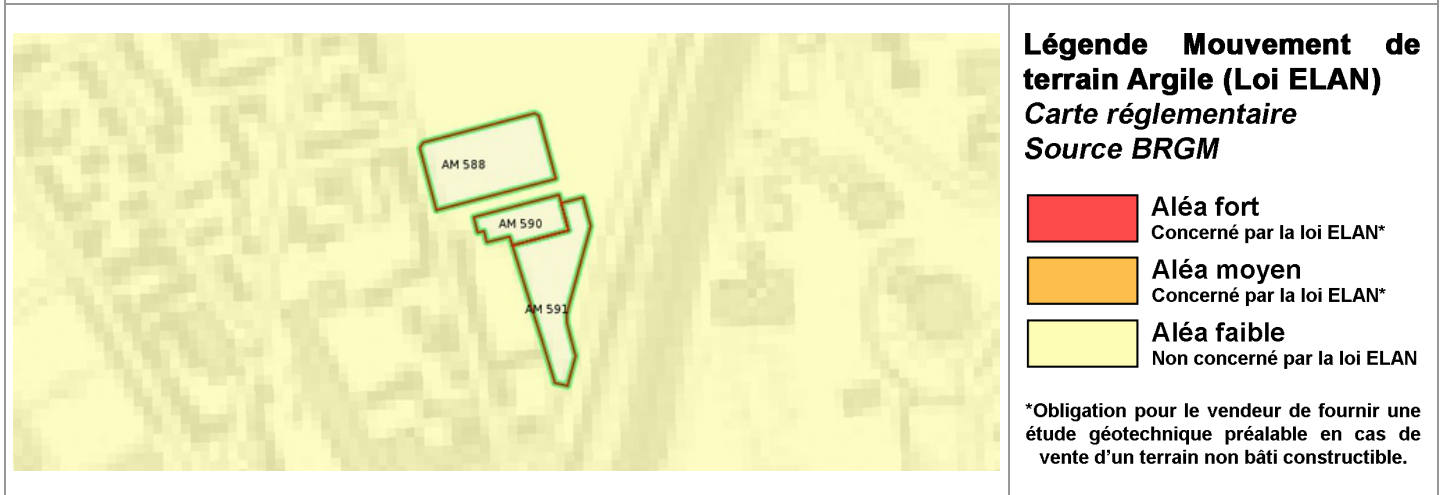 AM 588
AM 590
AM 591
Légende Mouvement de
terrain Argile (Loi ELAN)
Carte réglementaire
Source BRGM
Aléa fort
Concerné par la loi ELAN*
Aléa moyen
Concerné par la loi ELAN*
Aléa faible
Non concerné par la loi ELAN
*Obligation pour le vendeur de fournir une
étude géotechnique préalable en cas de
vente d'un terrain non bâti constructible.